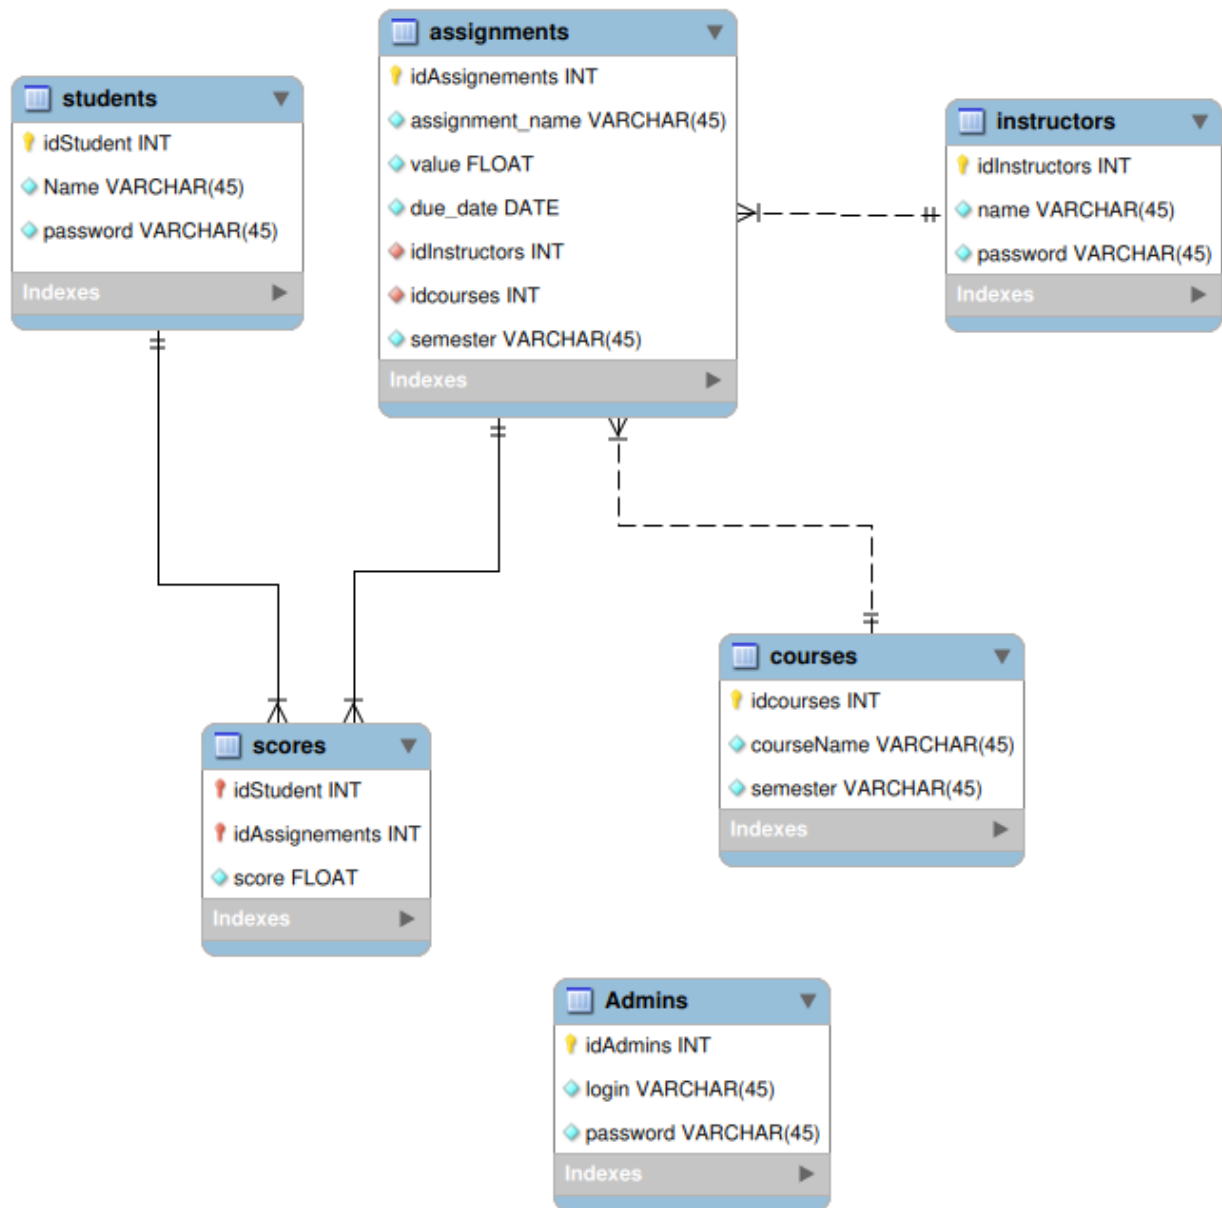 assignments
idAssignements INT
assignment_name VARCHAR(45)
value FLOAT
due_date DATE
idInstructors INT
idcourses INT
semester VARCHAR(45)
Indexes
students
idStudent INT
Name VARCHAR(45)
password VARCHAR(45)
Indexes
instructors
idInstructors INT
name VARCHAR(45)
password VARCHAR(45)
Indexes
courses
idcourses INT
courseName VARCHAR(45)
semester VARCHAR(45)
Indexes
scores
idStudent INT
idAssignements INT
score FLOAT
Indexes
Admins
idAdmins INT
login VARCHAR(45)
password VARCHAR(45)
Indexes